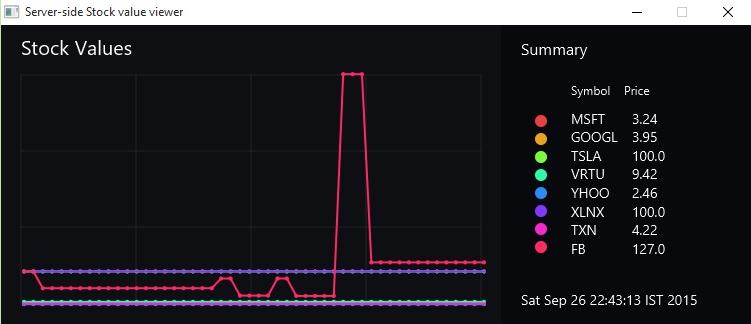 Server-side Stock value viewer
Stock Values
Summary
Symbol Price
MSFT 3.24
GOOGL 3.95
TSLA 100.0
VRTU 9.42
YHOO 2.46
XLNX 100.0
TXN 4.22
FB 127.0
Sat Sep 26 22:43:13 IST 2015